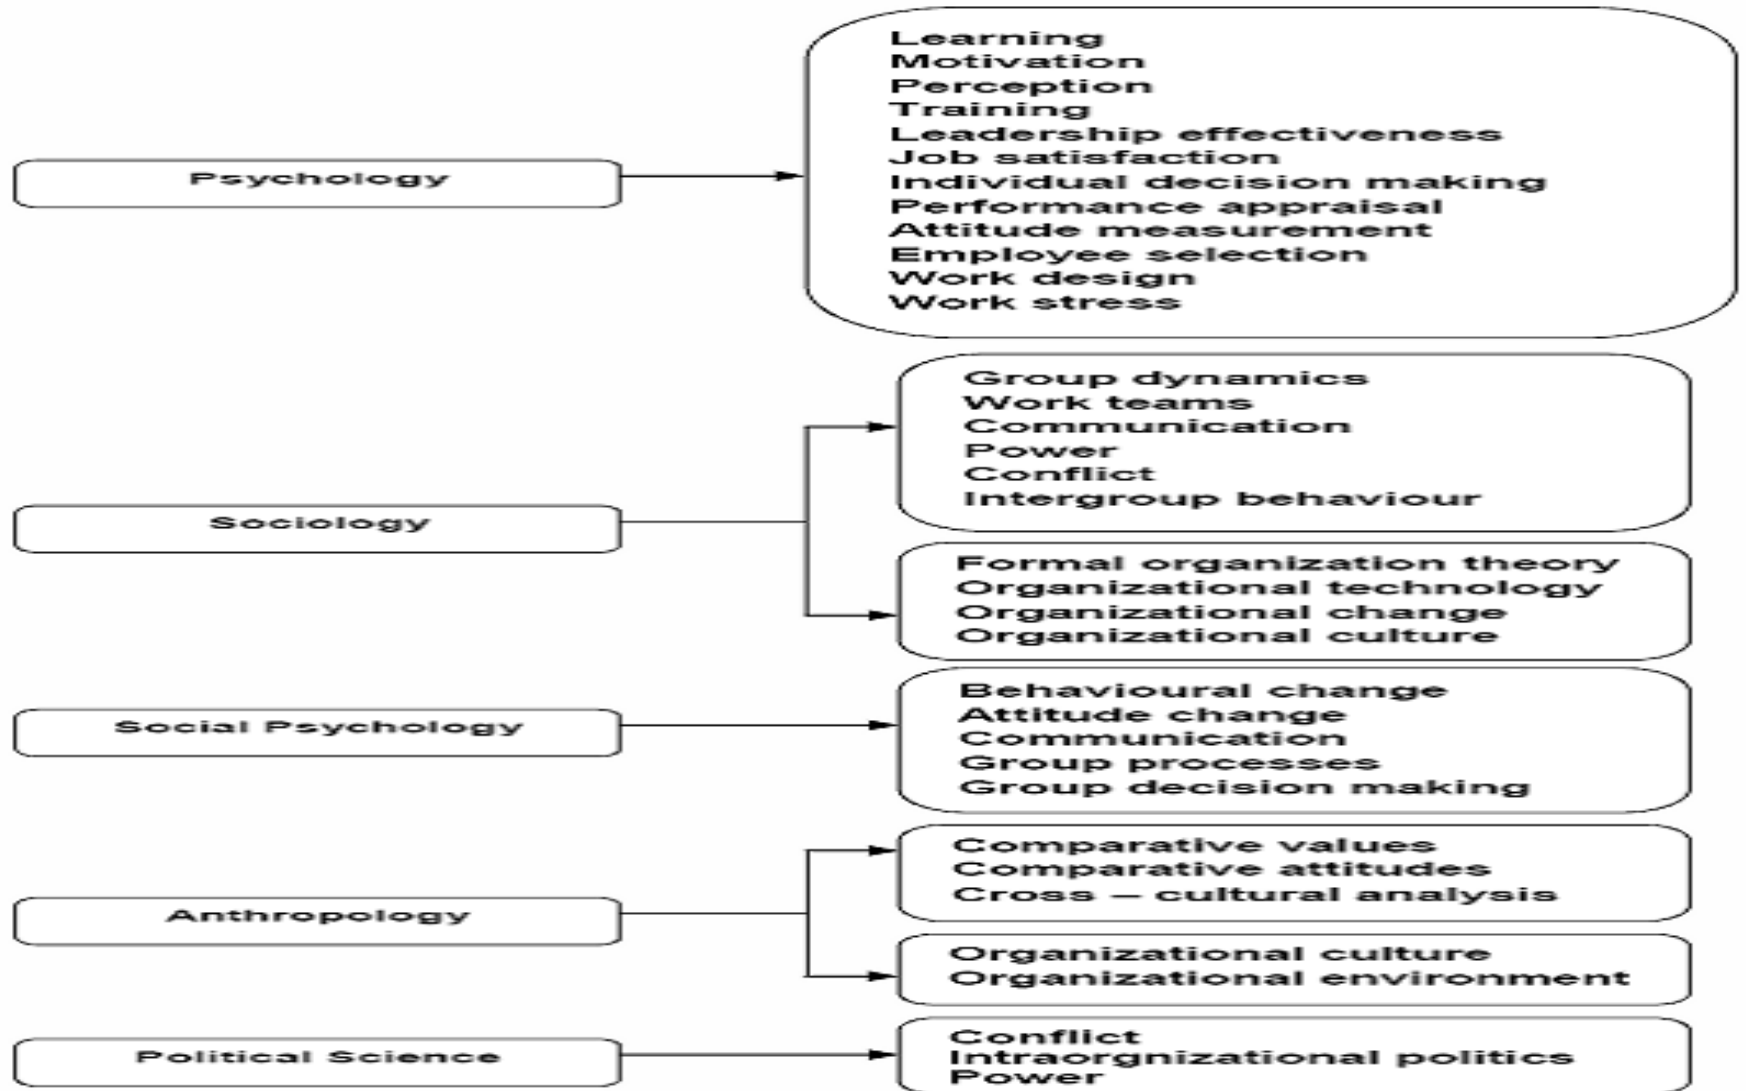 Psychology
Learning
Motivation
Perception
Training
Leadership effectiveness
Job satisfaction
Individual decision making
Performance appraisal
Attitude measurement
Employee selection
Work design
Work stress
Sociology
Group dynamics
Work teams
Communication
Power
Conflict
Intergroup behaviour
Formal organization theory
Organizational technology
Organizational change
Organizational culture
Social Psychology
Behavioural change
Attitude change
Communication
Group processes
Group decision making
Anthropology
Comparative values
Comparative attitudes
Cross – cultural analysis
Organizational culture
Organizational environment
Political Science
Conflict
Intraorgnizational politics
Power